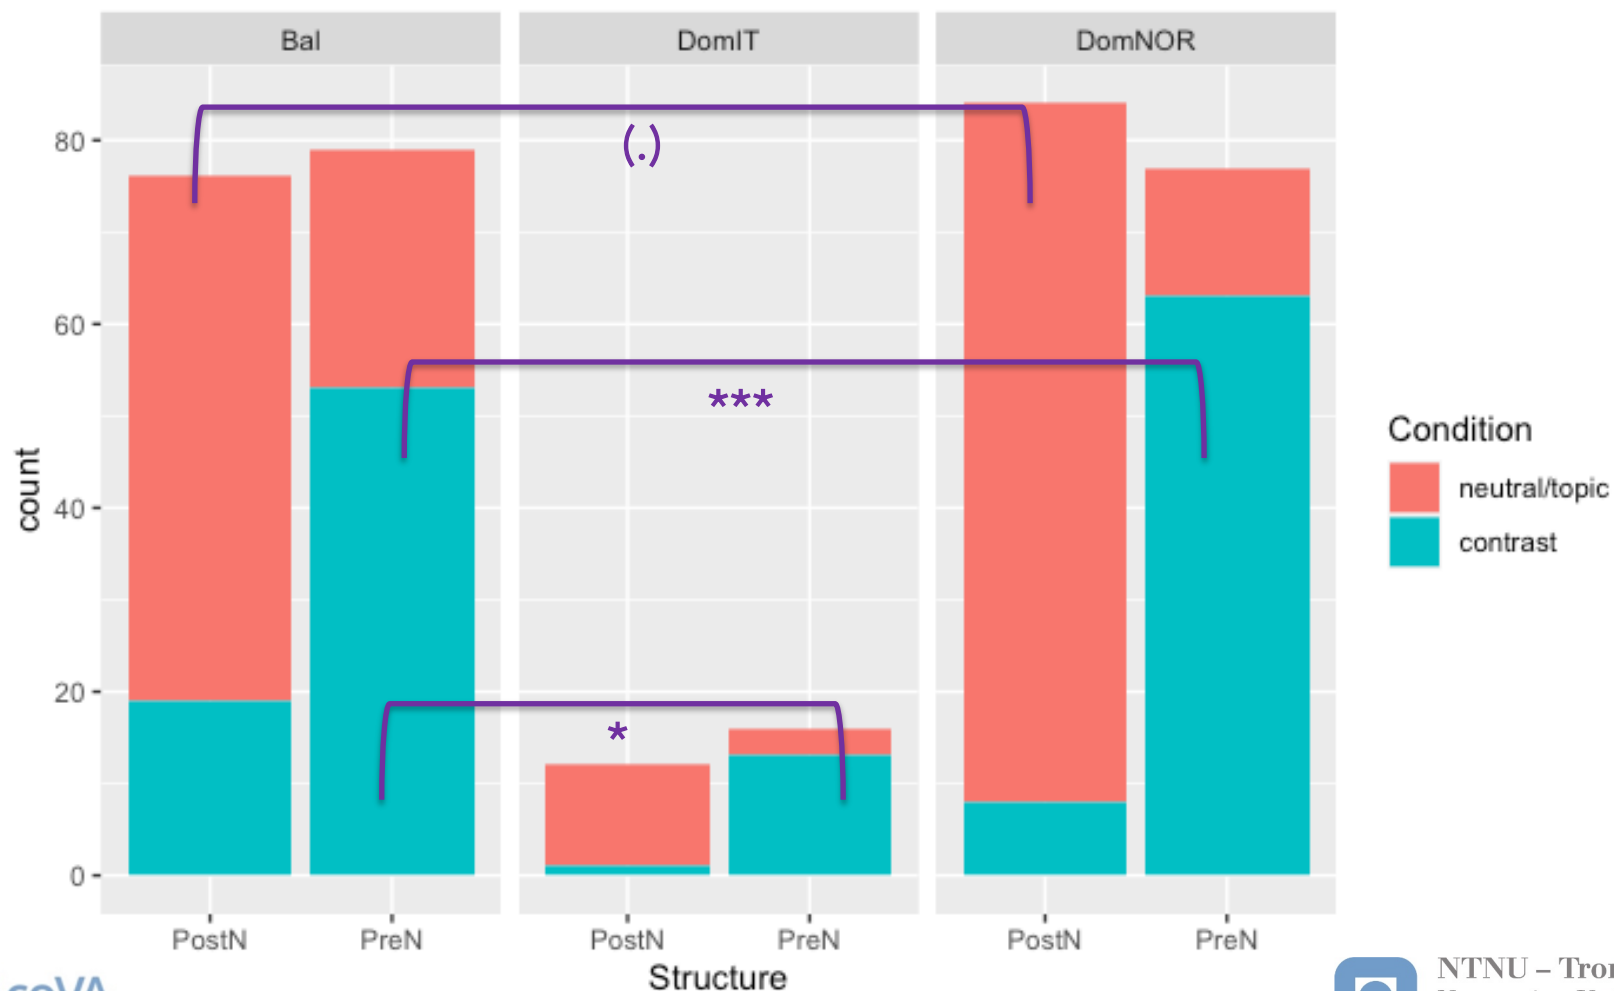 Bal
DomIT
DomNOR
80
60
40
20
0
count
(.)
***
*
PostN
PreN
PostN
PreN
PostN
PreN
Structure
Condition
neutral/topic
contrast
NTNU –